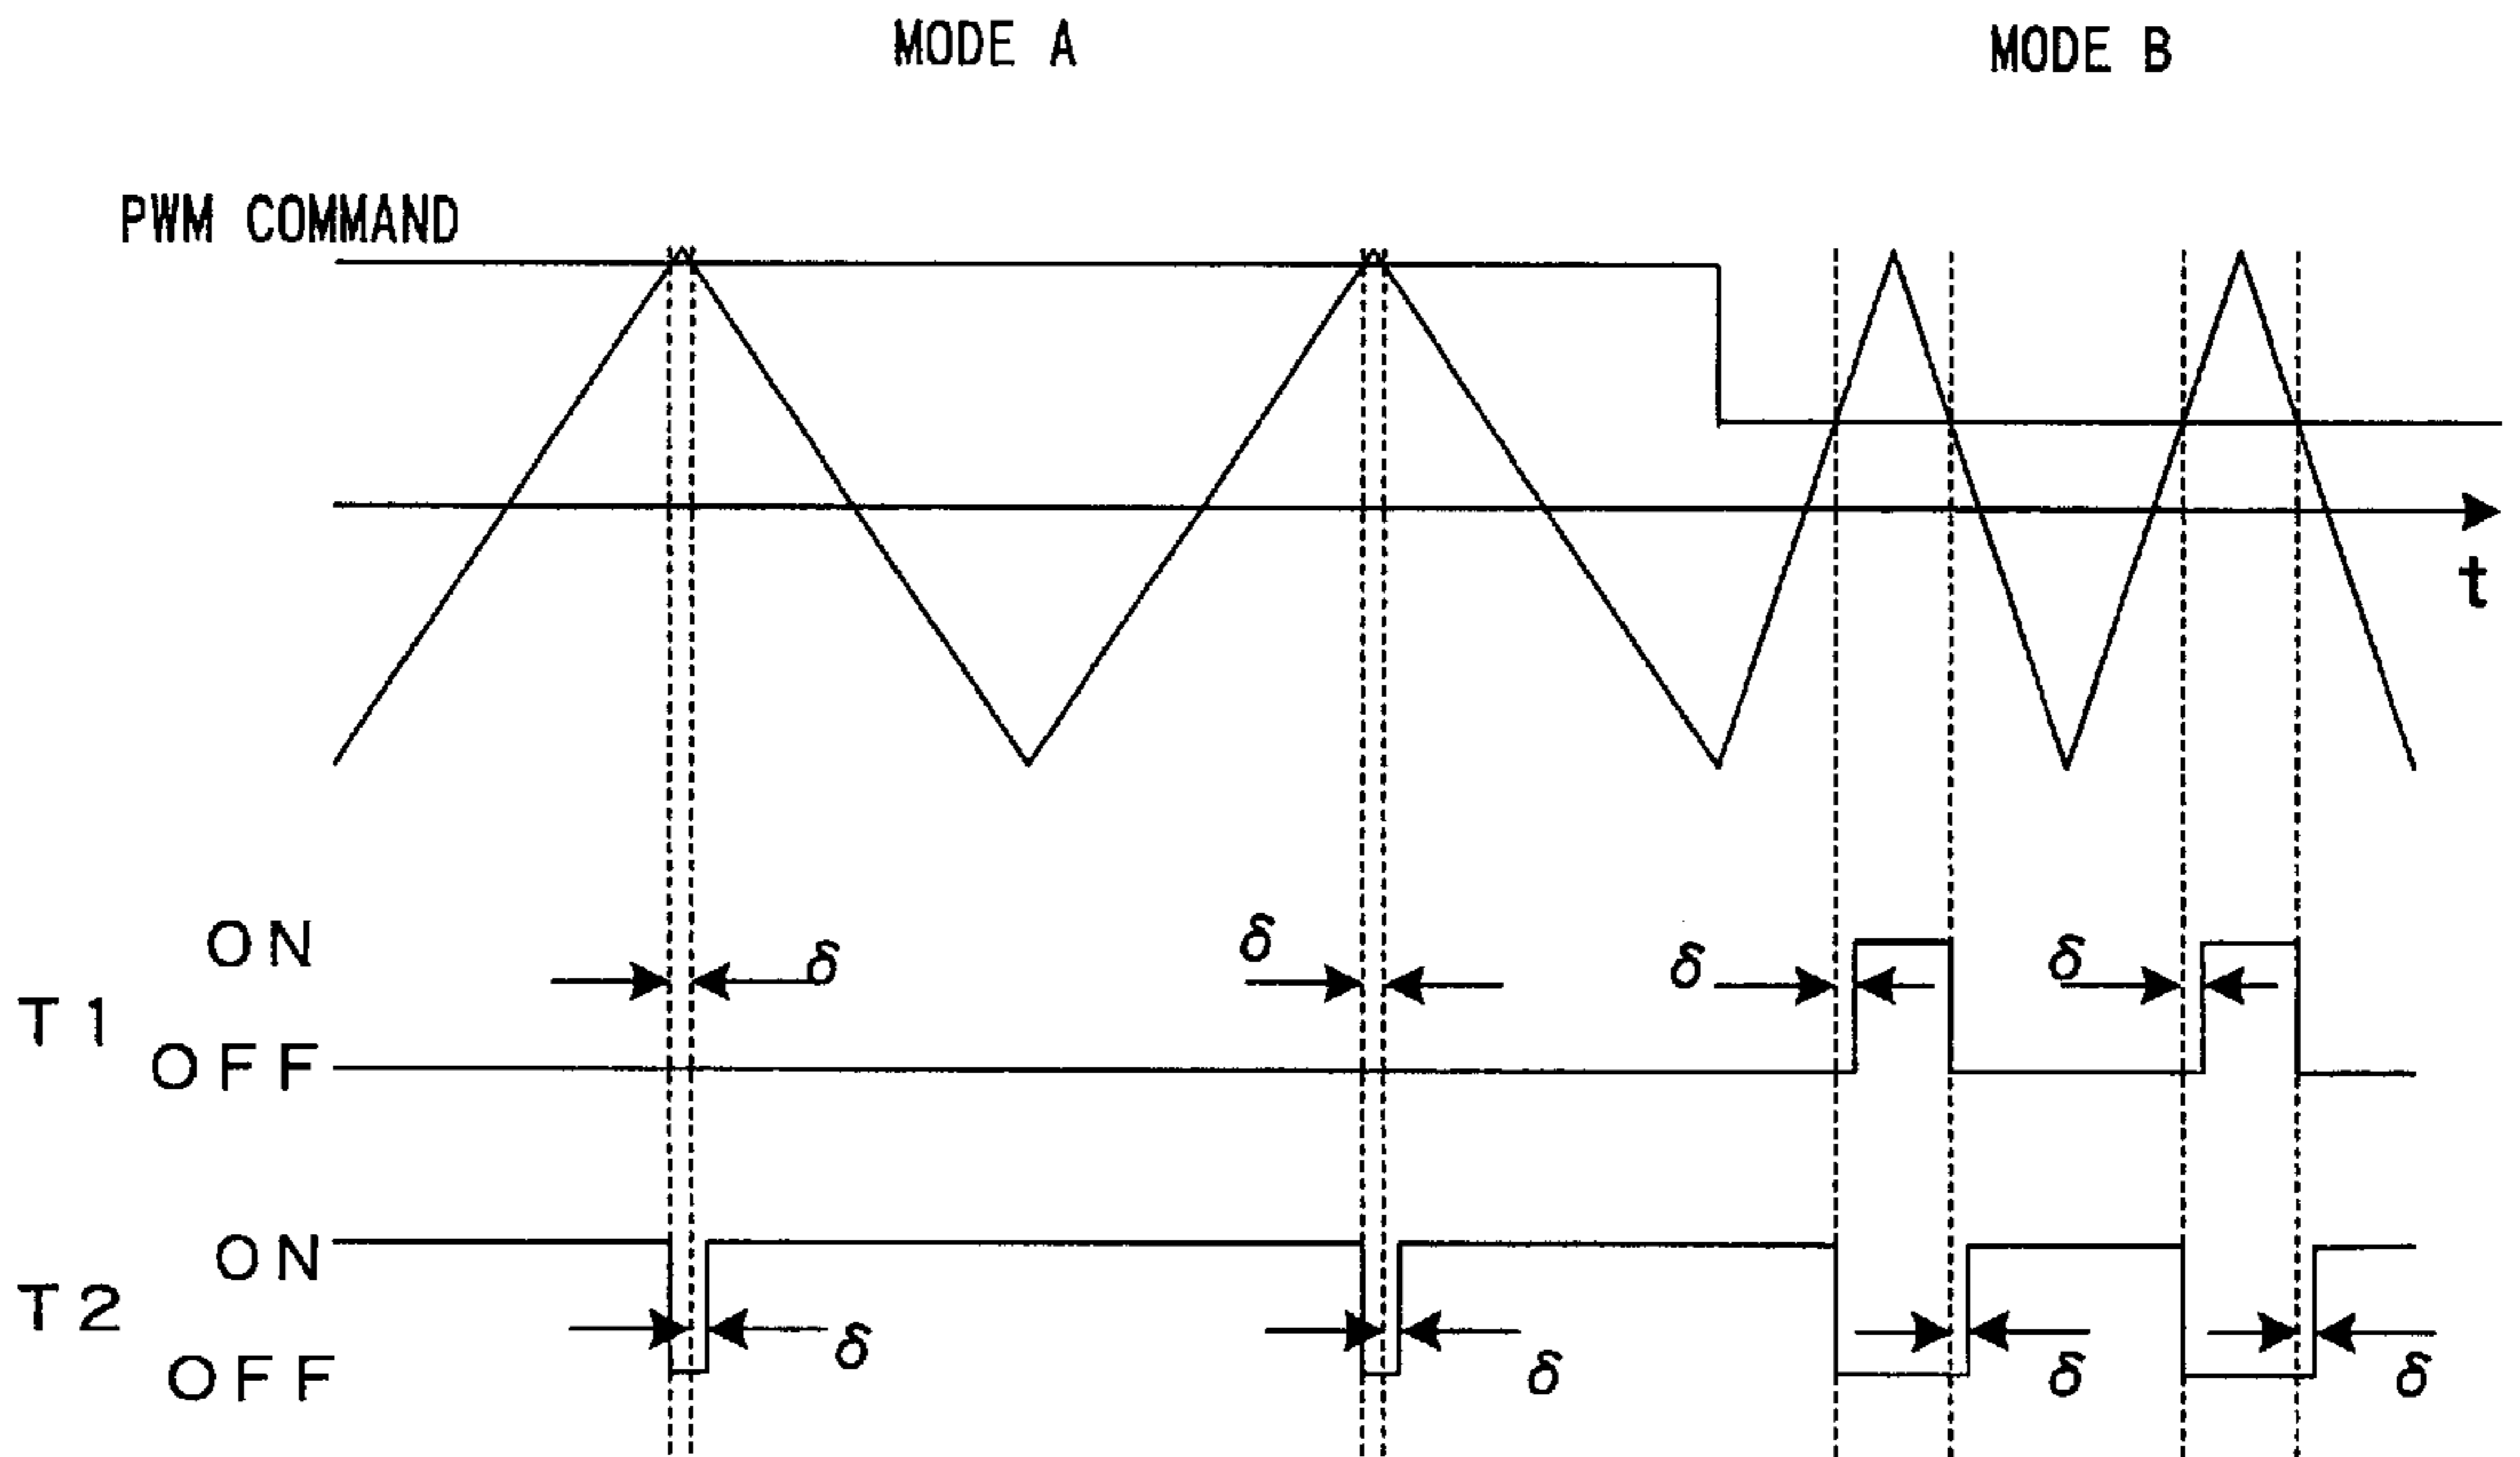 MODE A MODE B
PWM COMMAND
t
ON
δ δ δ δ
T1
OFF
ON
T2
δ δ δ δ
OFF